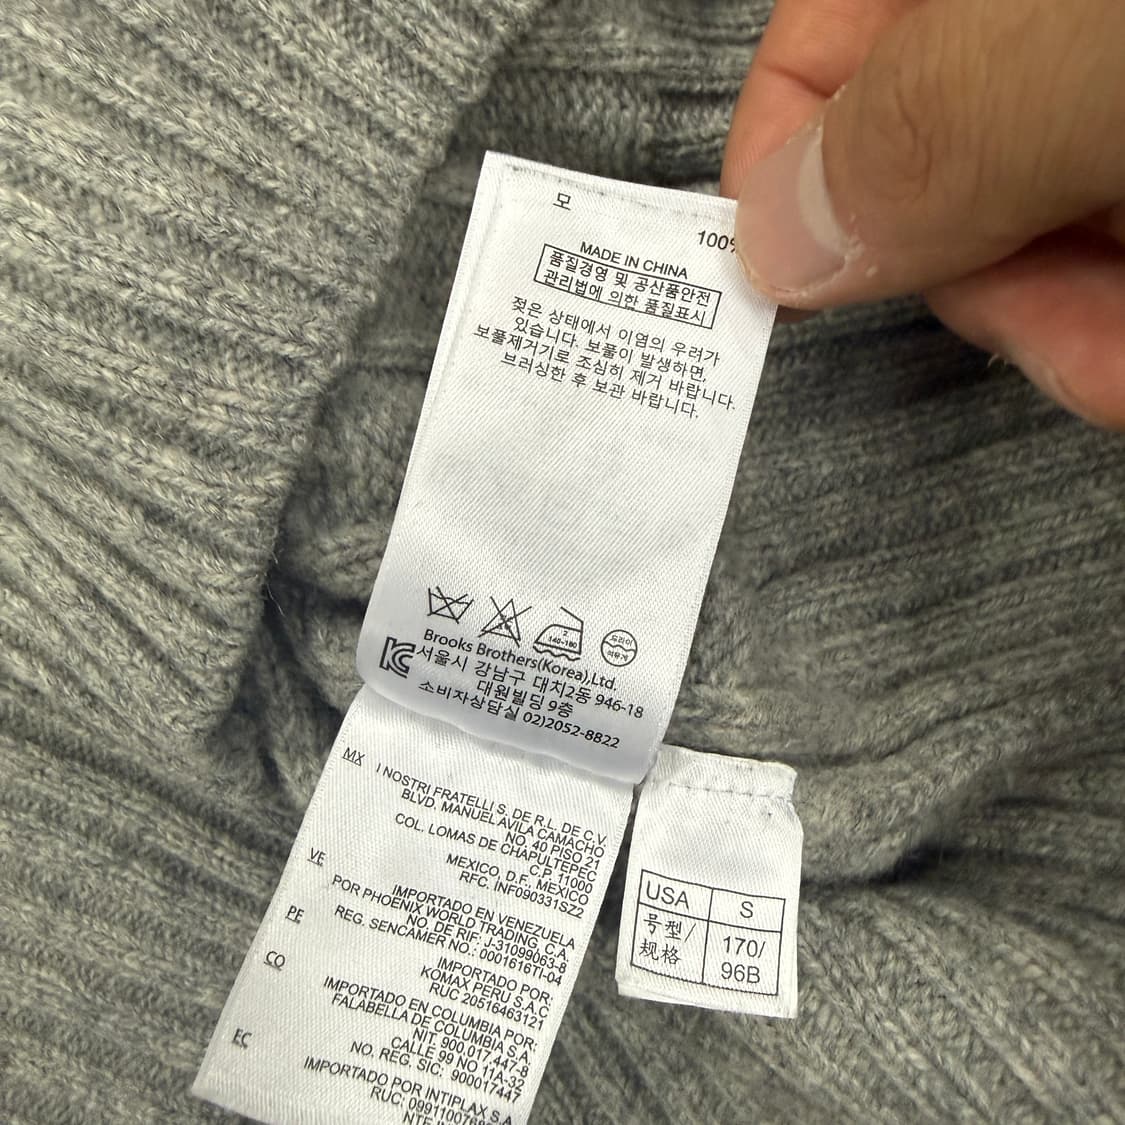 모
100%
MADE IN CHINA
품질경영 및 공산품안전
관리법에 의한 품질표시
젖은 상태에서 이염의 우려가
있습니다. 보풀이 발생하면,
보풀제거기로 조심히 제거 바랍니다.
브러싱한 후 보관 바랍니다.
2
140~160
드라이
석유계
Brooks Brothers(Korea),Ltd.
서울시 강남구 대치2동 946-18
대원빌딩 9층
소비자상담실 02)2052-8822
MX
I NOSTRI FRATELLI S. DE R.L. DE C.V.
BLVD. MANUEL AVILA CAMACHO
NO. 40 PISO 21
COL. LOMAS DE CHAPULTEPEC
C.P. 11000
MEXICO, D.F., MEXICO
RFC. INF090331SZ2
VE
IMPORTADO EN VENEZUELA
POR PHOENIX WORLD TRADING, C.A.
NO. DE RIF: J-31099063-8
REG. SENCAMER NO.: 0001616TI-04
PE
IMPORTADO POR:
KOMAX PERU S.A.C
RUC 20516463121
CO
IMPORTADO EN COLOMBIA POR:
FALABELLA DE COLOMBIA S.A.
NIT. 900.017.447-8
CALLE 99 NO 11A-32
NO. REG. SIC: 900017447
EC
IMPORTADO POR INTIPLAX S.A.
USA S
号型/规格 170/96B